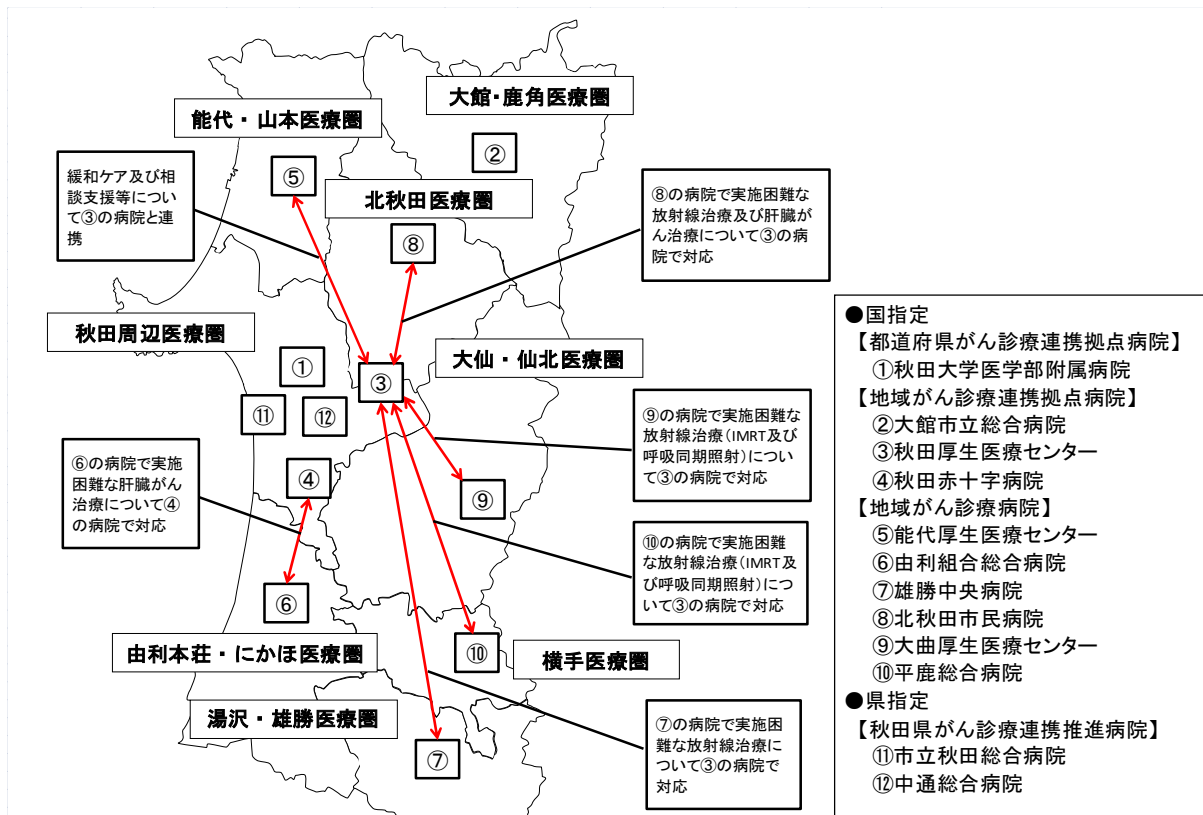 大館・鹿角医療圏
能代・山本医療圏
②
緩和ケア及び相
談支援等につい
て③の病院と連
携
⑤
北秋田医療圏
⑧の病院で実施困難な
放射線治療及び肝臓が
ん治療について③の病
院で対応
⑧
秋田周辺医療圏
大仙・仙北医療圏
①
③
⑪
⑫
⑨の病院で実施困難な
放射線治療(IMRT及び
呼吸同期照射)につい
て③の病院で対応
⑥の病院で実施
困難な肝臓がん
治療について④
の病院で対応
④
⑨
⑩の病院で実施困難
な放射線治療(IMRT及
び呼吸同期照射)につ
いて③の病院で対応
⑥
由利本荘・にかほ医療圏
⑩
横手医療圏
湯沢・雄勝医療圏
⑦
⑦の病院で実施困
難な放射線治療に
ついて③の病院で
対応
●国指定
【都道府県がん診療連携拠点病院】
①秋田大学医学部附属病院
【地域がん診療連携拠点病院】
②大館市立総合病院
③秋田厚生医療センター
④秋田赤十字病院
【地域がん診療病院】
⑤能代厚生医療センター
⑥由利組合総合病院
⑦雄勝中央病院
⑧北秋田市民病院
⑨大曲厚生医療センター
⑩平鹿総合病院
●県指定
【秋田県がん診療連携推進病院】
⑪市立秋田総合病院
⑫中通総合病院